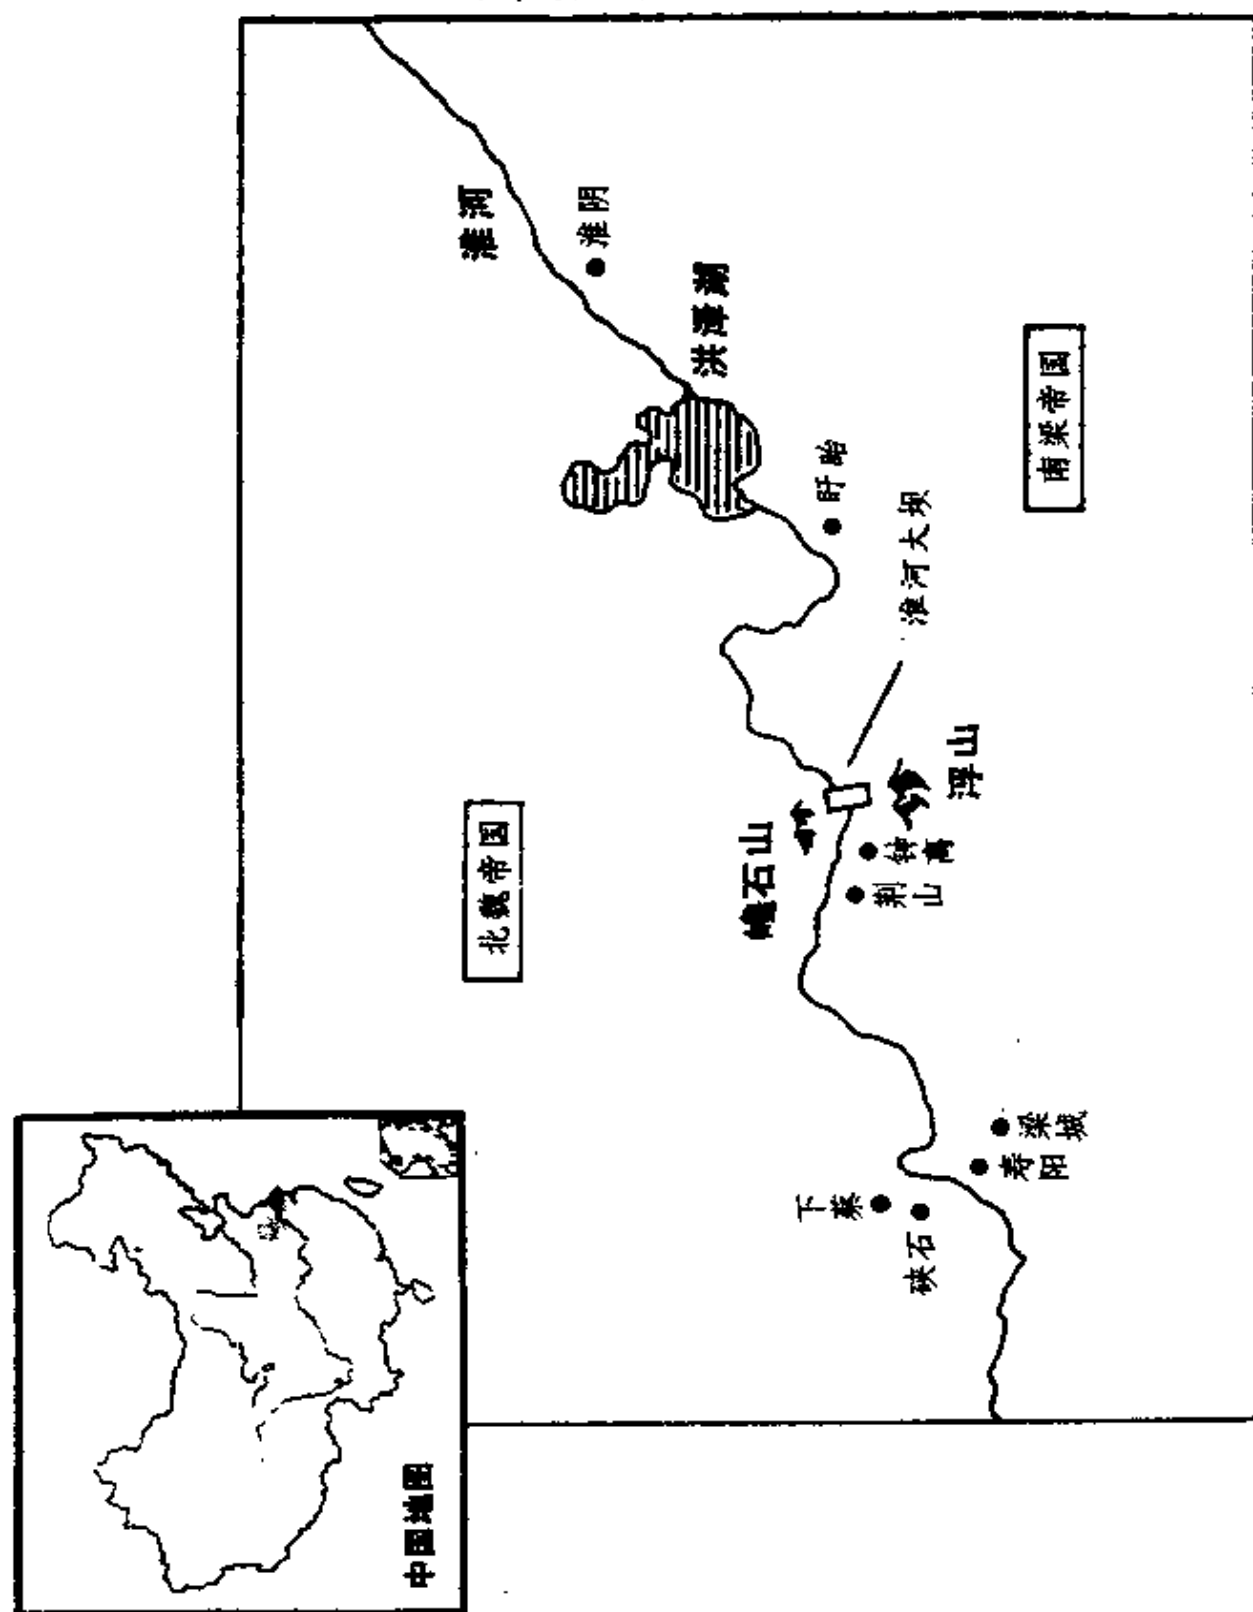 中国地图
北魏帝国
淮河
淮阴
洪泽湖
巉石山
盱眙
淮河大坝
下蔡
硖石
荆山
钟离
浮山
寿阳
梁城
南梁帝国